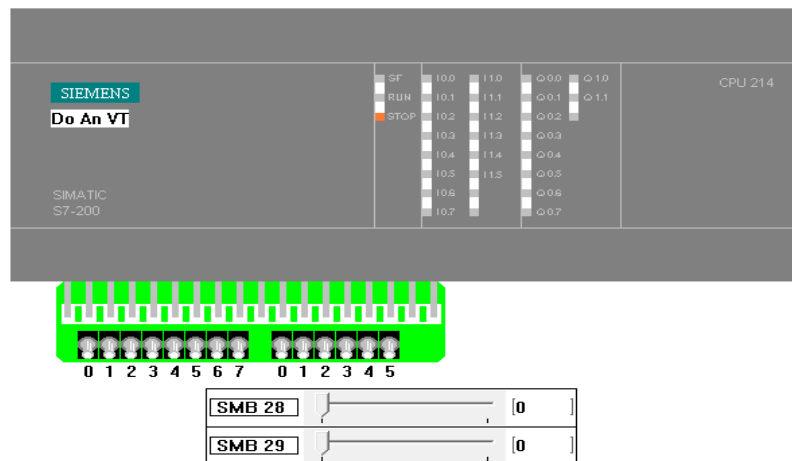 SF I0.0 I1.0 Q0.0 Q1.0 CPU 214
SIEMENS RUN I0.1 I1.1 Q0.1 Q1.1
Do An VT STOP I0.2 I1.2 Q0.2
I0.3 I1.3 Q0.3
I0.4 I1.4 Q0.4
I0.5 I1.5 Q0.5
SIMATIC I0.6 Q0.6
S7-200 I0.7 Q0.7
0 1 2 3 4 5 6 7 0 1 2 3 4 5
SMB 28 [0 ]
SMB 29 [0 ]